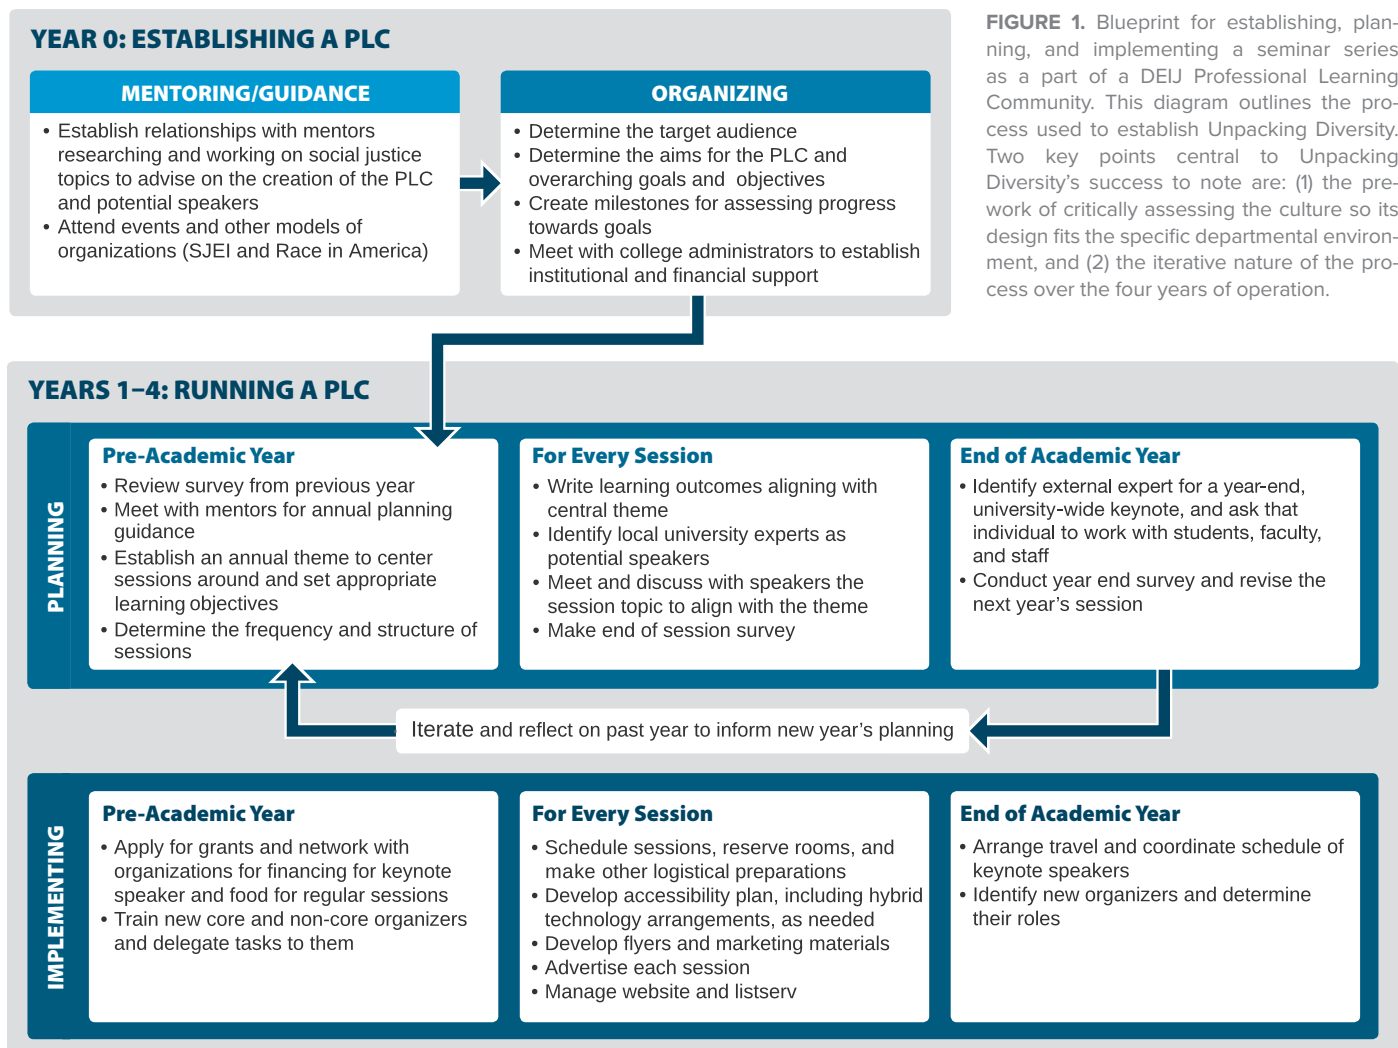 YEAR 0: ESTABLISHING A PLC
MENTORING/GUIDANCE
• Establish relationships with mentors
researching and working on social justice
topics to advise on the creation of the PLC
and potential speakers
• Attend events and other models of
organizations (SJEI and Race in America)
ORGANIZING
• Determine the target audience
• Determine the aims for the PLC and
overarching goals and objectives
• Create milestones for assessing progress
towards goals
• Meet with college administrators to establish
institutional and financial support
FIGURE 1. Blueprint for establishing, plan-
ning, and implementing a seminar series
as a part of a DEIJ Professional Learning
Community. This diagram outlines the pro-
cess used to establish Unpacking Diversity.
Two key points central to Unpacking
Diversity's success to note are: (1) the pre-
work of critically assessing the culture so its
design fits the specific departmental environ-
ment, and (2) the iterative nature of the pro-
cess over the four years of operation.
YEARS 1–4: RUNNING A PLC
PLANNING
Pre-Academic Year
• Review survey from previous year
• Meet with mentors for annual planning
guidance
• Establish an annual theme to center
sessions around and set appropriate
learning objectives
• Determine the frequency and structure of
sessions
For Every Session
• Write learning outcomes aligning with
central theme
• Identify local university experts as
potential speakers
• Meet and discuss with speakers the
session topic to align with the theme
• Make end of session survey
End of Academic Year
• Identify external expert for a year-end,
university-wide keynote, and ask that
individual to work with students, faculty,
and staff
• Conduct year end survey and revise the
next year's session
Iterate and reflect on past year to inform new year's planning
IMPLEMENTING
Pre-Academic Year
• Apply for grants and network with
organizations for financing for keynote
speaker and food for regular sessions
• Train new core and non-core organizers
and delegate tasks to them
For Every Session
• Schedule sessions, reserve rooms, and
make other logistical preparations
• Develop accessibility plan, including hybrid
technology arrangements, as needed
• Develop flyers and marketing materials
• Advertise each session
• Manage website and listserv
End of Academic Year
• Arrange travel and coordinate schedule of
keynote speakers
• Identify new organizers and determine
their roles